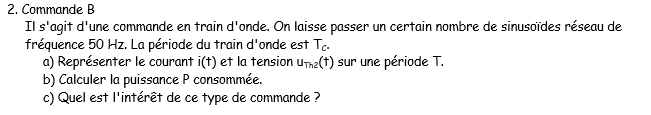 2. Commande B
Il s'agit d'une commande en train d'onde. On laisse passer un certain nombre de sinusoïdes réseau de
fréquence 50 Hz. La période du train d'onde est Tc.
a) Représenter le courant i(t) et la tension uTh2(t) sur une période T.
b) Calculer la puissance P consommée.
c) Quel est l'intérêt de ce type de commande ?